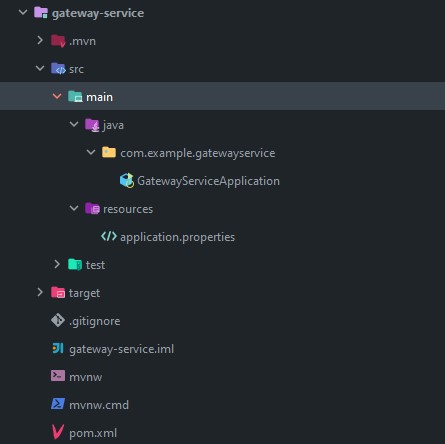 gateway-service
.mvn
src
main
java
com.example.gatewayservice
GatewayServiceApplication
resources
application.properties
test
target
.gitignore
gateway-service.iml
mvnw
mvnw.cmd
pom.xml